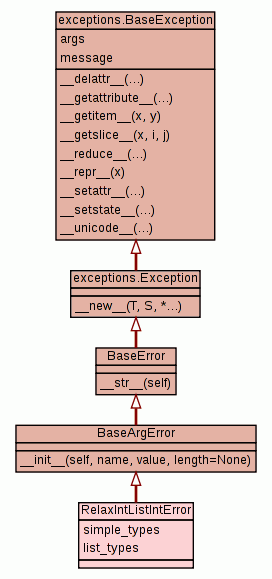 exceptions.BaseException
args
message
__delattr__(...)
__getattribute__(...)
__getitem__(x, y)
__getslice__(x, i, j)
__reduce__(...)
__repr__(x)
__setattr__(...)
__setstate__(...)
__unicode__(...)
exceptions.Exception
__new__(T, S, *...)
BaseError
__str__(self)
BaseArgError
__init__(self, name, value, length=None)
RelaxIntListIntError
simple_types
list_types